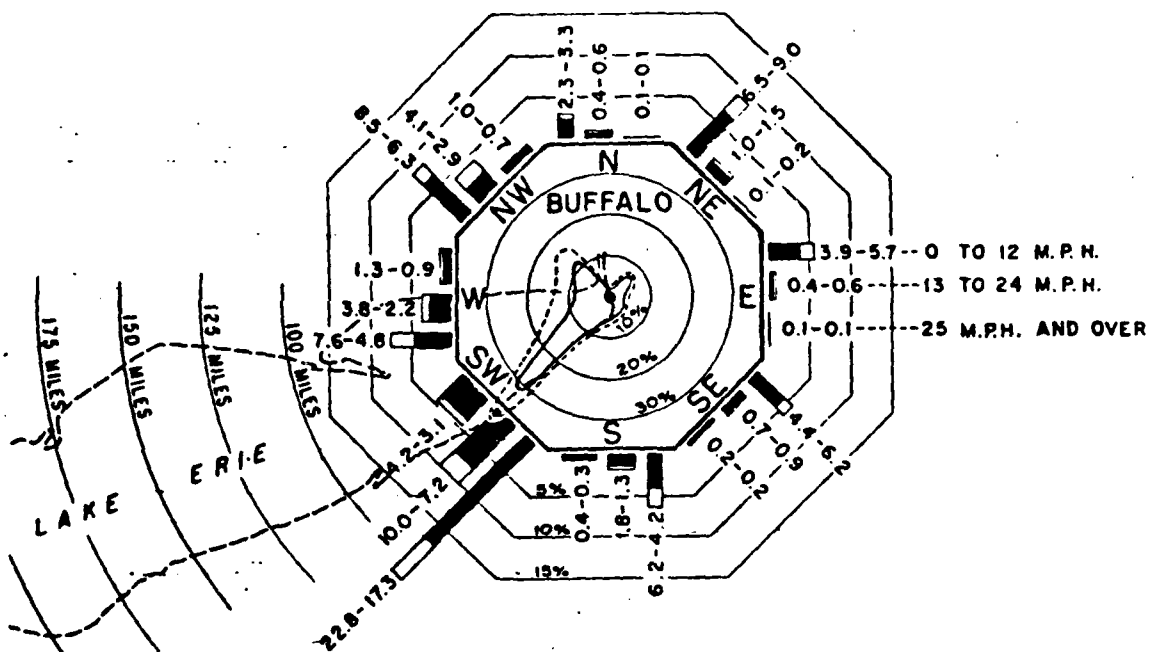 2.3-3.3
0.4-0.6
0.1-0.1
6.5-9.0
1.0-1.5
0.1-0.2
1.0-0.7
4.1-2.9
8.5-6.3
N
NW
NE
BUFFALO
3.9-5.7--0 TO 12 M.P.H.
0.4-0.6-----13 TO 24 M.P.H.
0.1-0.1------25 M.P.H. AND OVER
1.3-0.9
3.8-2.2
7.6-4.8
W
E
10%
20%
30%
SW
S
SE
4.4-6.2
0.7-0.9
0.2-0.2
175 MILES
150 MILES
125 MILES
100 MILES
LAKE ERIE
4.2-3.1
10.0-7.2
22.8-17.3
5%
10%
15%
0.4-0.3
1.8-1.3
6.2-4.2